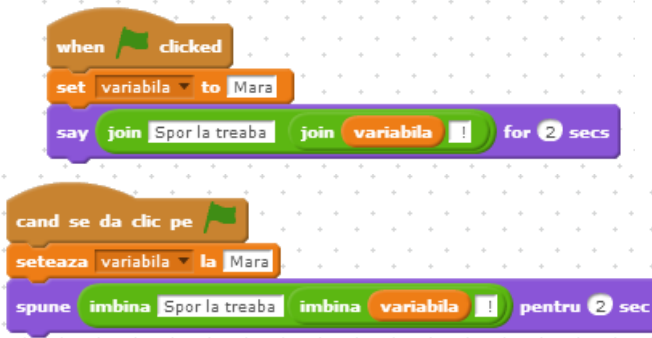 when clicked
set variabila to Mara
say join Spor la treaba join variabila ! for 2 secs
cand se da clic pe
seteaza variabila la Mara
spune imbina Spor la treaba imbina variabila ! pentru 2 sec